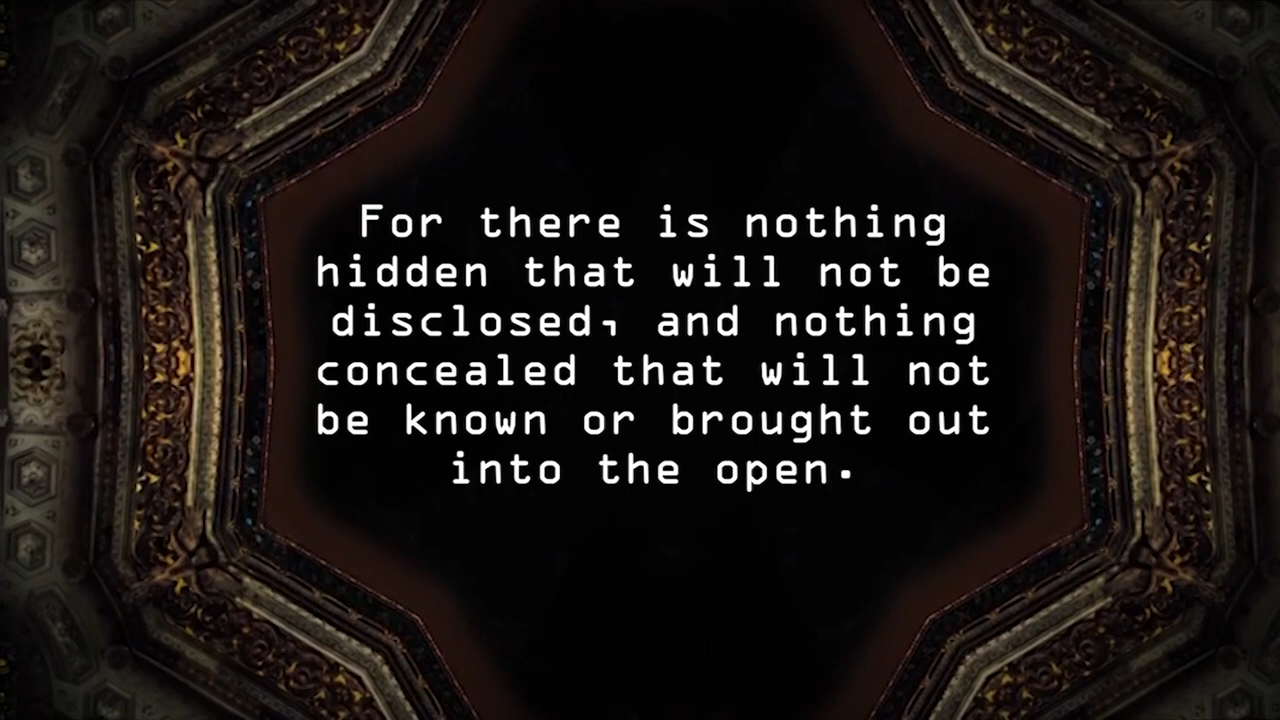 For there is nothing
hidden that will not be
disclosed, and nothing
concealed that will not
be known or brought out
into the open.